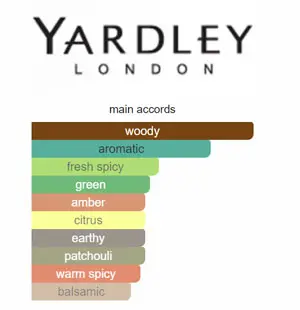 YARDLEY
LONDON
main accords
woody
aromatic
fresh spicy
green
amber
citrus
earthy
patchouli
warm spicy
balsamic